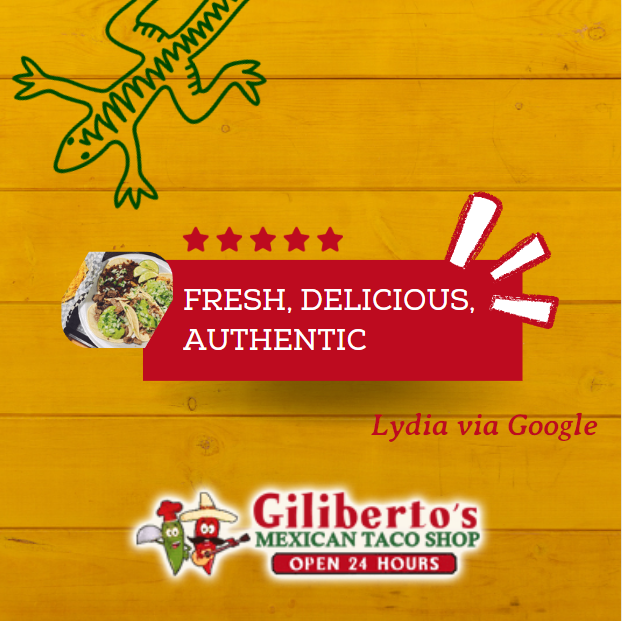 FRESH, DELICIOUS,
AUTHENTIC
Lydia via Google
Giliberto's
MEXICAN TACO SHOP
OPEN 24 HOURS